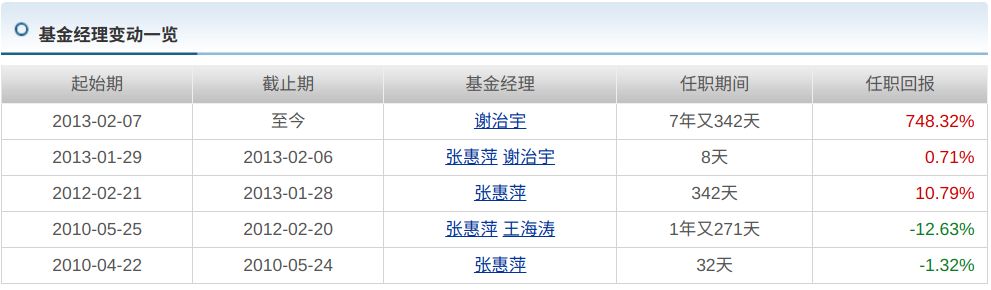 基金经理变动一览
起始期 截止期 基金经理 任职期间 任职回报
2013-02-07 至今 谢治宇 7年又342天 748.32%
2013-01-29 2013-02-06 张惠萍 谢治宇 8天 0.71%
2012-02-21 2013-01-28 张惠萍 342天 10.79%
2010-05-25 2012-02-20 张惠萍 王海涛 1年又271天 -12.63%
2010-04-22 2010-05-24 张惠萍 32天 -1.32%